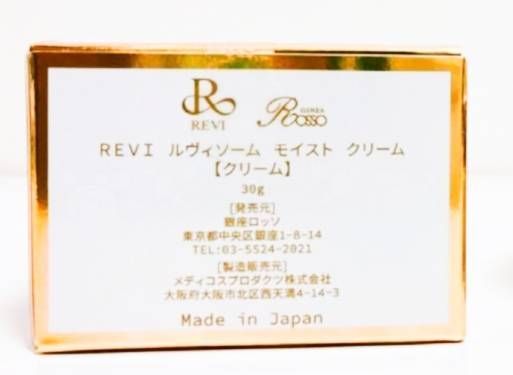 R
REVI
GINZA
Rosso
REVI ルヴィソーム モイスト クリーム
【クリーム】
30g
[発売元]
銀座ロッソ
東京都中央区銀座1-8-14
TEL:03-5524-2021
[製造販売元]
メディコスプロダクツ株式会社
大阪府大阪市北区西天満4-14-3
Made in Japan